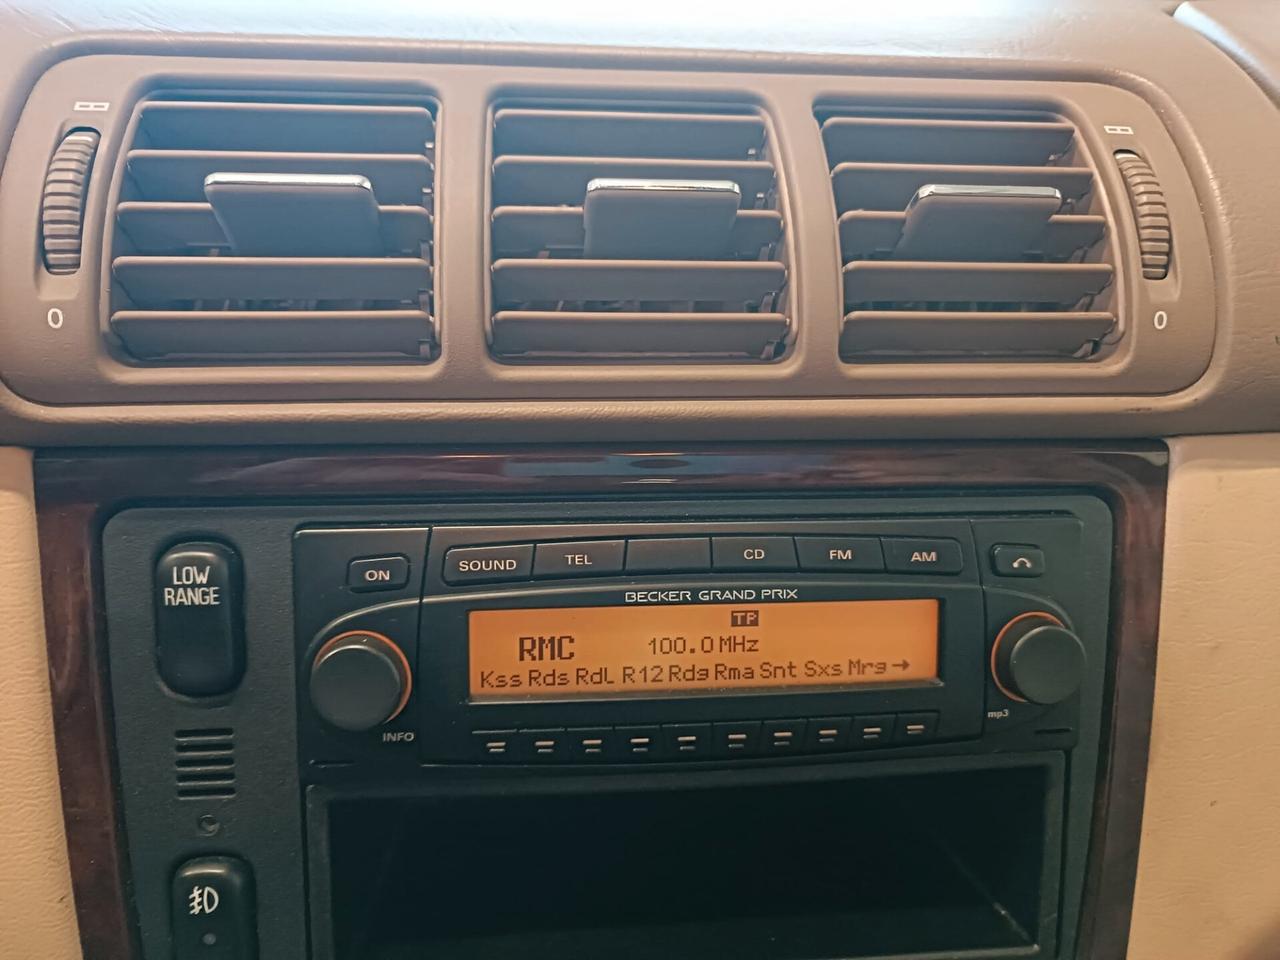 0
0
LOW
RANGE
ON
SOUND
TEL
CD
FM
AM
BECKER GRAND PRIX
TP
RMC 100.0 MHz
Kss Rds RdL R12 Rdg Rma Snt Sxs Mrg →
INFO
mp3